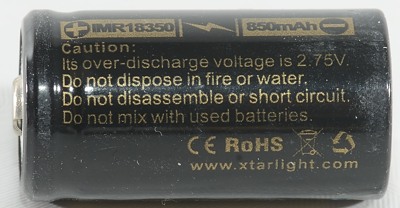 IMR18350 850mAh
Caution:
Its over-discharge voltage is 2.75V.
Do not dispose in fire or water.
Do not disassemble or short circuit.
Do not mix with used batteries.
CE RoHS
www.xtarlight.com